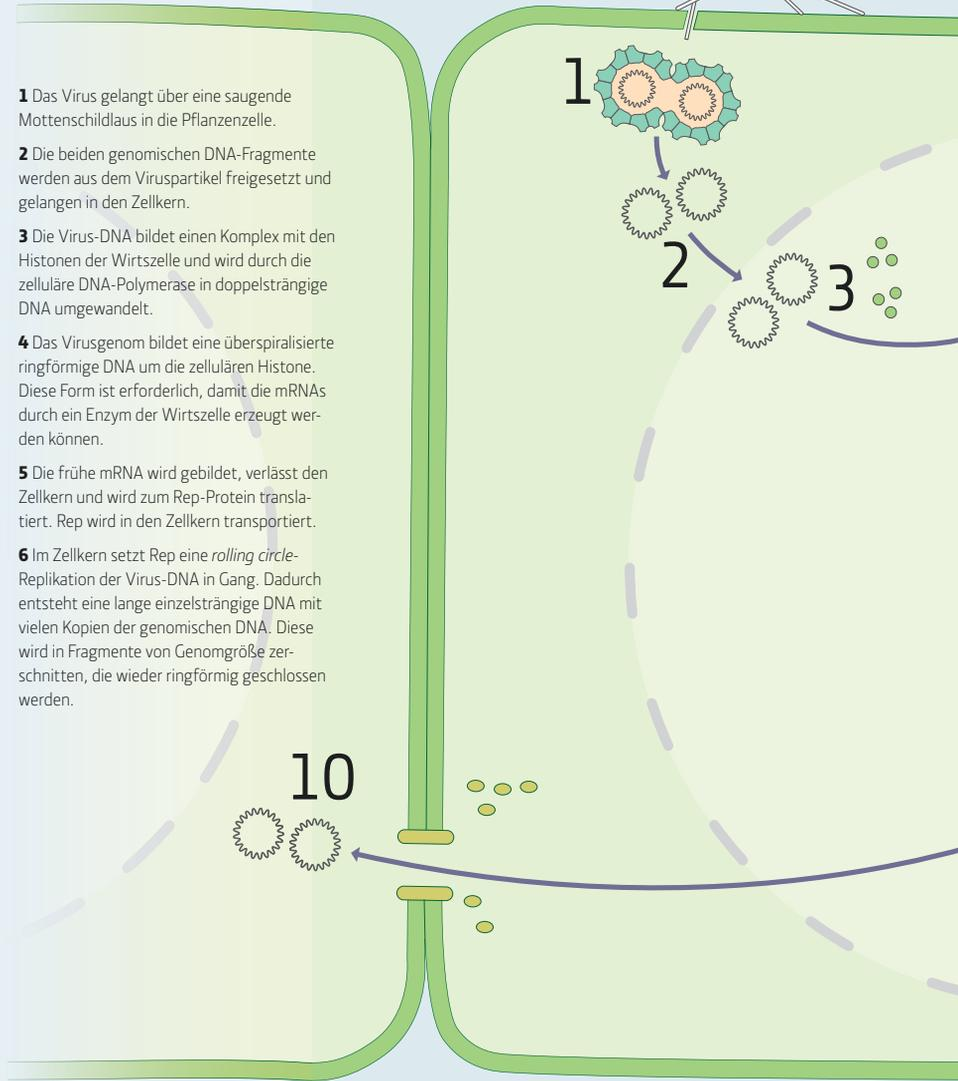 1 Das Virus gelangt über eine saugende
Mottenschildlaus in die Pflanzenzelle.
2 Die beiden genomischen DNA-Fragmente
werden aus dem Viruspartikel freigesetzt und
gelangen in den Zellkern.
3 Die Virus-DNA bildet einen Komplex mit den
Histonen der Wirtszelle und wird durch die
zelluläre DNA-Polymerase in doppelsträngige
DNA umgewandelt.
4 Das Virusgenom bildet eine überspiralisierte
ringförmige DNA um die zellulären Histone.
Diese Form ist erforderlich, damit die mRNAs
durch ein Enzym der Wirtszelle erzeugt wer-
den können.
5 Die frühe mRNA wird gebildet, verlässt den
Zellkern und wird zum Rep-Protein transla-
tiert. Rep wird in den Zellkern transportiert.
6 Im Zellkern setzt Rep eine rolling circle-
Replikation der Virus-DNA in Gang. Dadurch
entsteht eine lange einzelsträngige DNA mit
vielen Kopien der genomischen DNA. Diese
wird in Fragmente von Genomgröße zer-
schnitten, die wieder ringförmig geschlossen
werden.
1
2
3
10